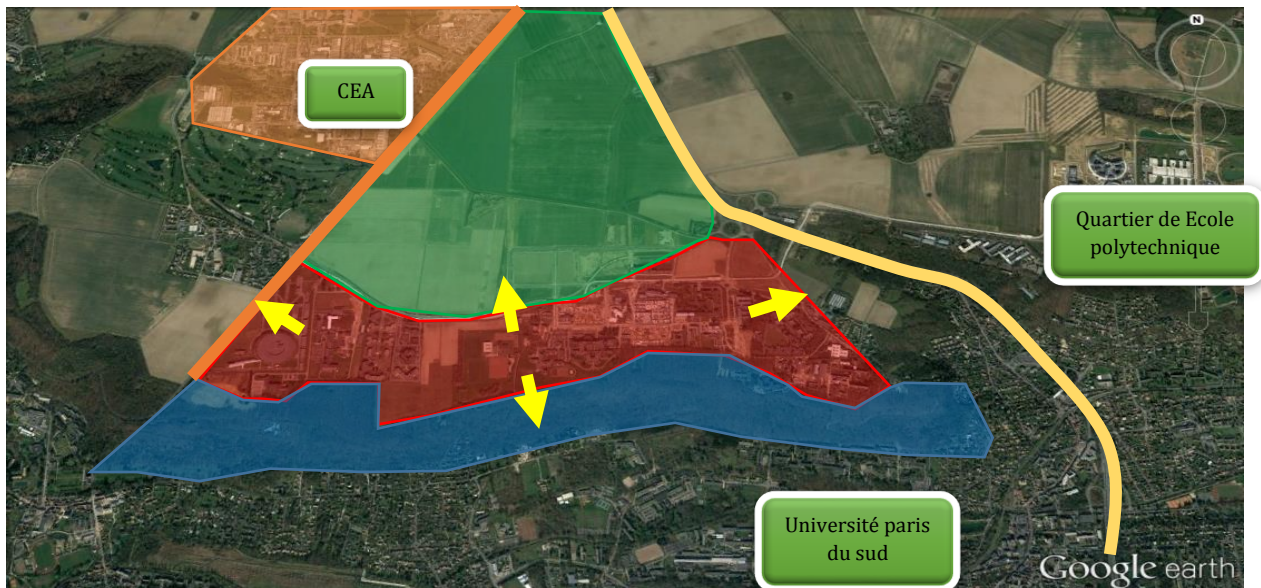 N
CEA
Quartier de Ecole
polytechnique
Université paris
du sud
Google earth